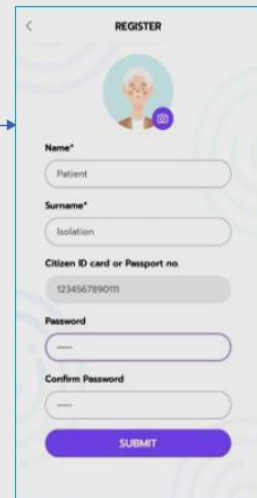 REGISTER
Name*
Patient
Surname*
Isolation
Citizen ID card or Passport no.
1234567890111
Password
Confirm Password
SUBMIT